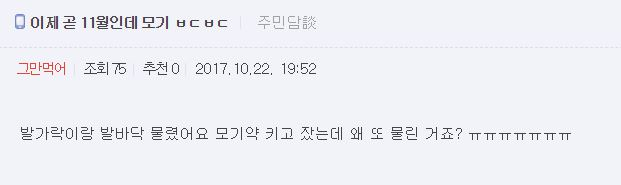 이제 곧 11월인데 모기 ㅂㄷㅂㄷ 주민담談
그만먹어 조회 75 추천 0 2017.10.22. 19:52
발가락이랑 발바닥 물렸어요 모기약 키고 잤는데 왜 또 물린 거죠? ㅠㅠㅠㅠㅠㅠㅠ